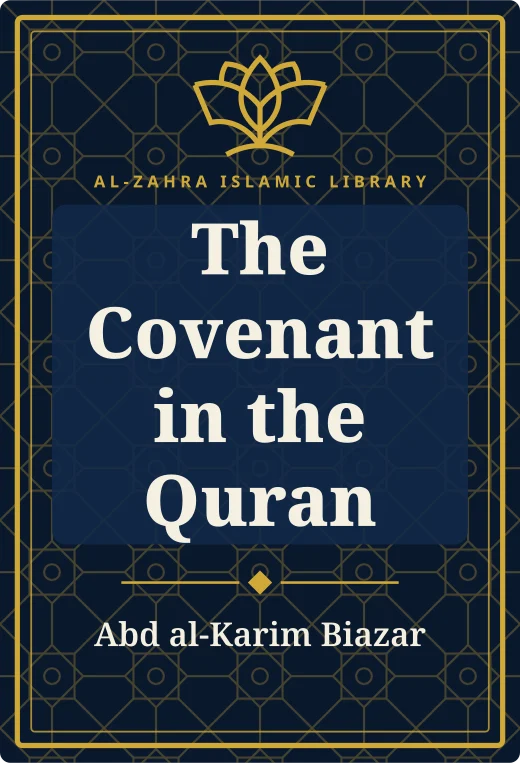 AL-ZAHRA ISLAMIC LIBRARY
The
Covenant
in the
Quran
Abd al-Karim Biazar